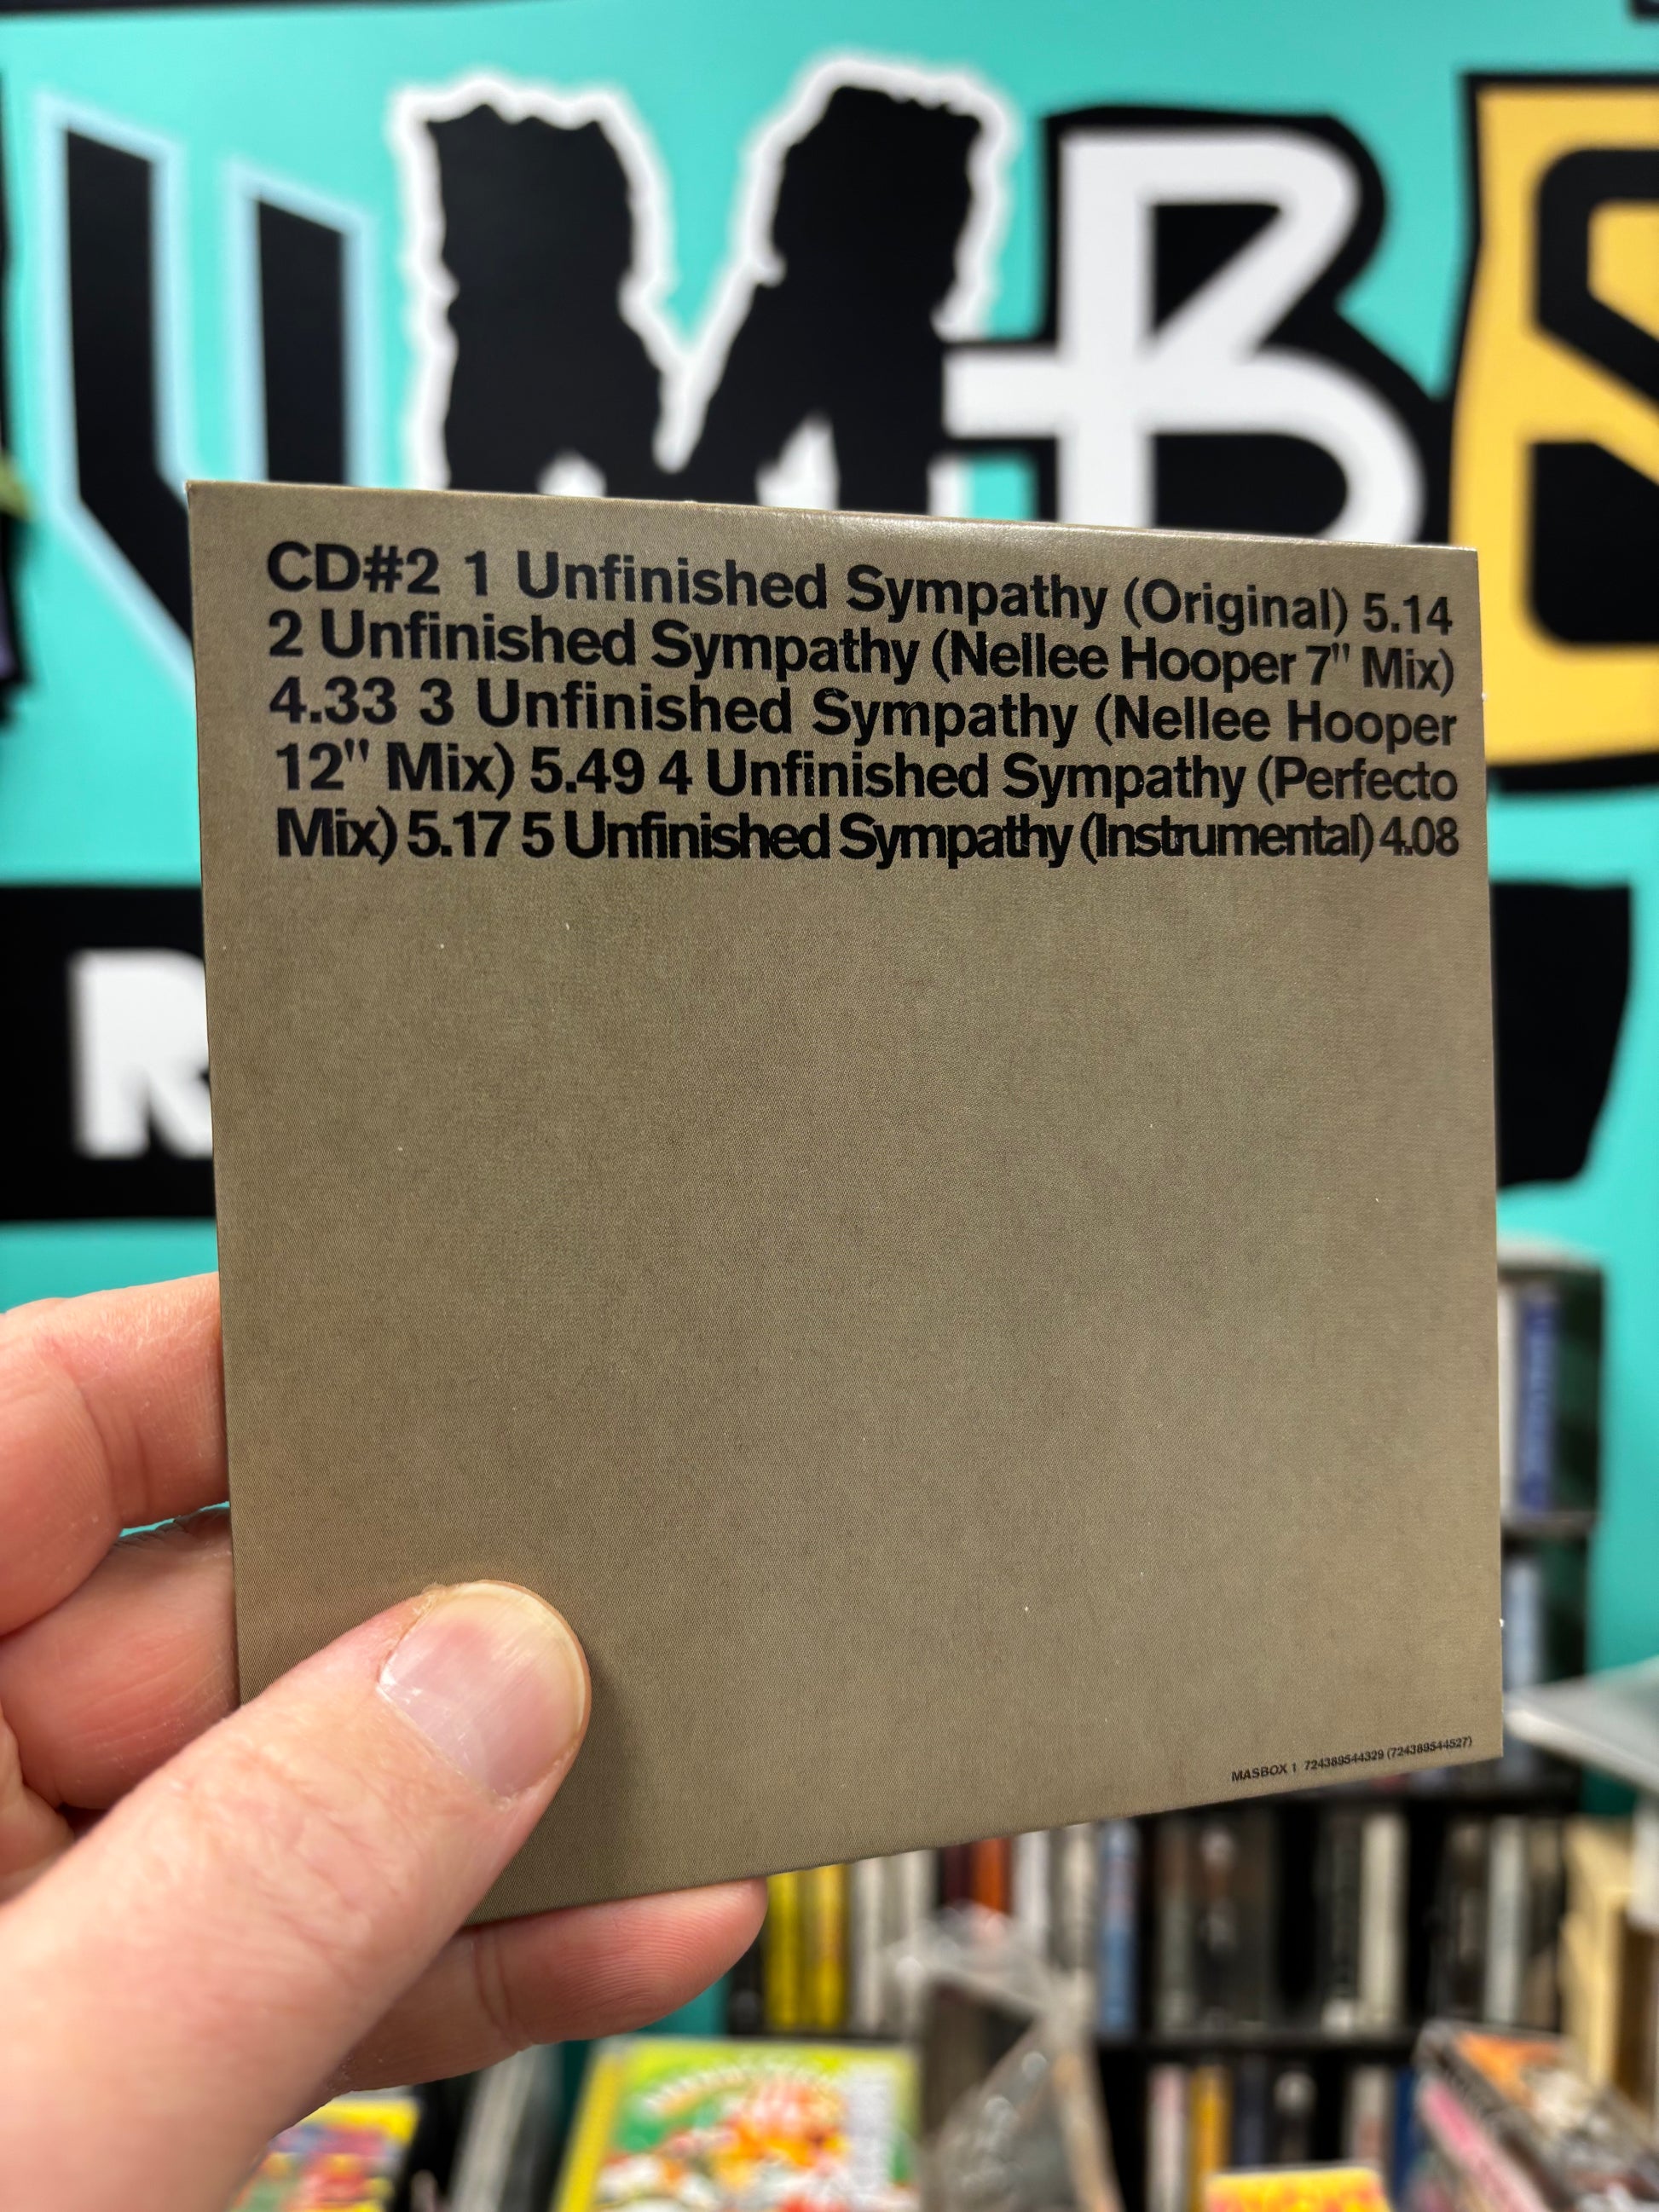 UMBS
R
CD#2 1 Unfinished Sympathy (Original) 5.14
2 Unfinished Sympathy (Nellee Hooper 7" Mix)
4.33 3 Unfinished Sympathy (Nellee Hooper
12" Mix) 5.49 4 Unfinished Sympathy (Perfecto
Mix) 5.17 5 Unfinished Sympathy (Instrumental) 4.08
MASBOX 1 724389544329 (724389544527)